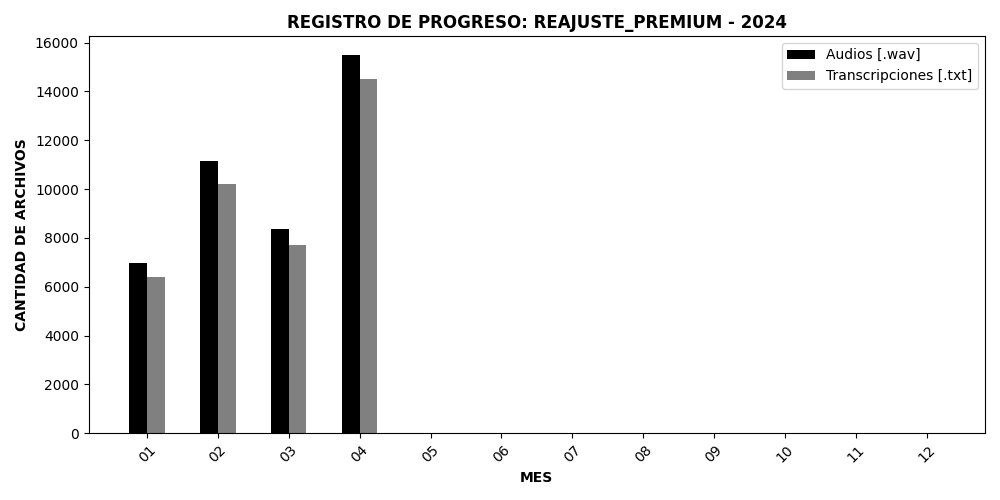 REGISTRO DE PROGRESO: REAJUSTE_PREMIUM - 2024
Audios [.wav]
Transcripciones [.txt]
CANTIDAD DE ARCHIVOS
16000
14000
12000
10000
8000
6000
4000
2000
0
01 02 03 04 05 06 07 08 09 10 11 12
MES